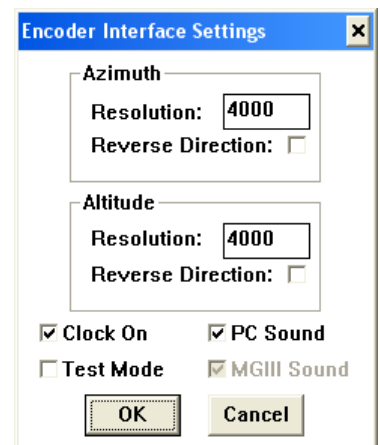 Encoder Interface Settings
Azimuth
Resolution: 4000
Reverse Direction:
Altitude
Resolution: 4000
Reverse Direction:
Clock On PC Sound
Test Mode MGIII Sound
OK Cancel